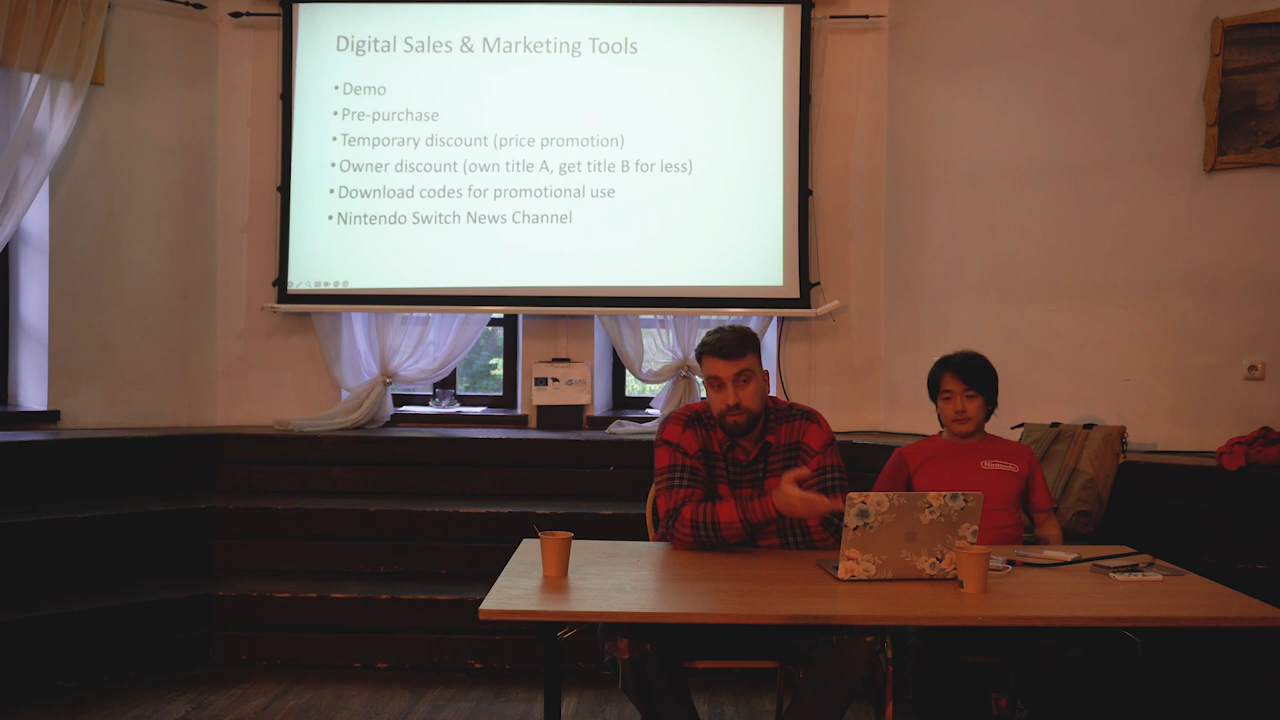 Digital Sales & Marketing Tools
• Demo
• Pre-purchase
• Temporary discount (price promotion)
• Owner discount (own title A, get title B for less)
• Download codes for promotional use
• Nintendo Switch News Channel
Nintendo